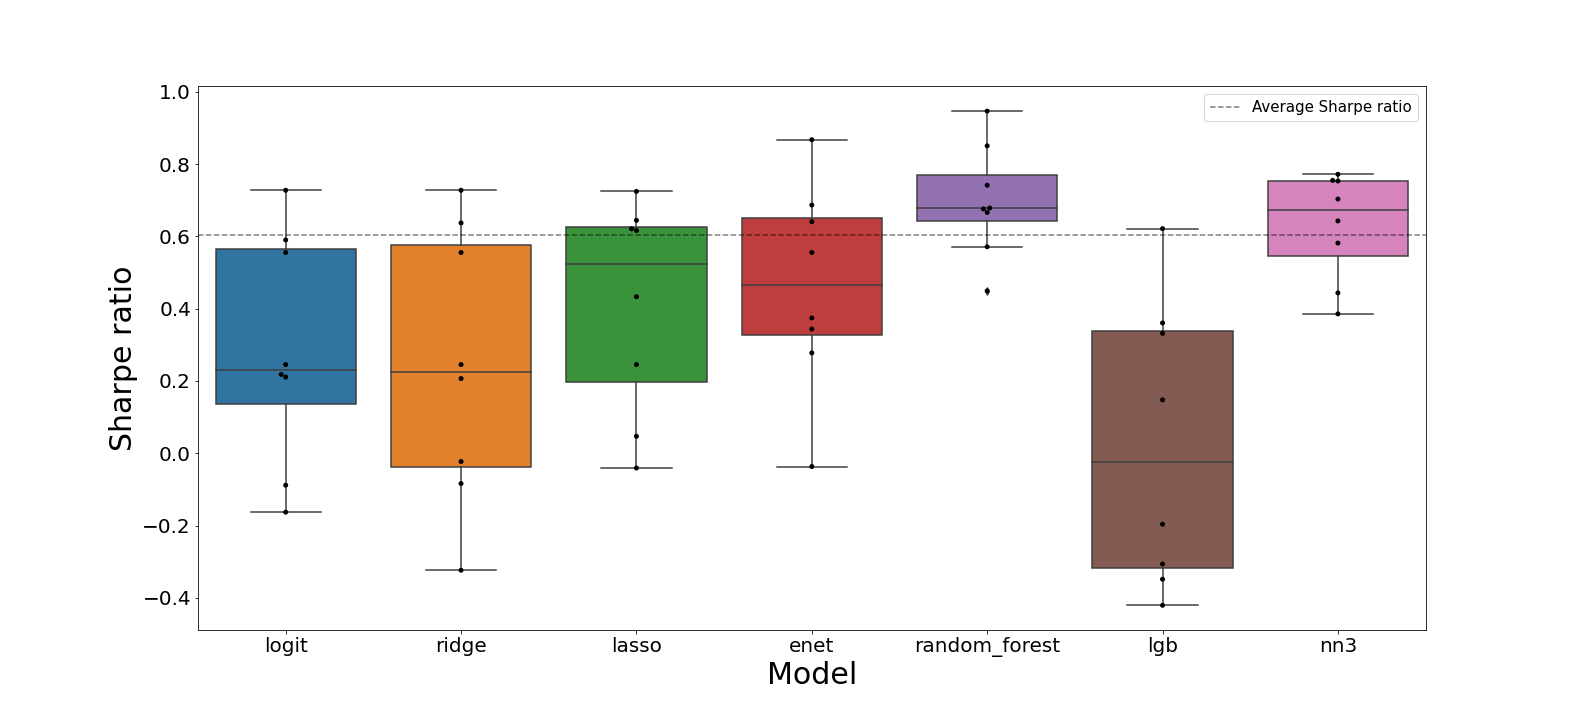 Average Sharpe ratio
Sharpe ratio
1.0
0.8
0.6
0.4
0.2
0.0
−0.2
−0.4
logit ridge lasso enet random_forest lgb nn3
Model